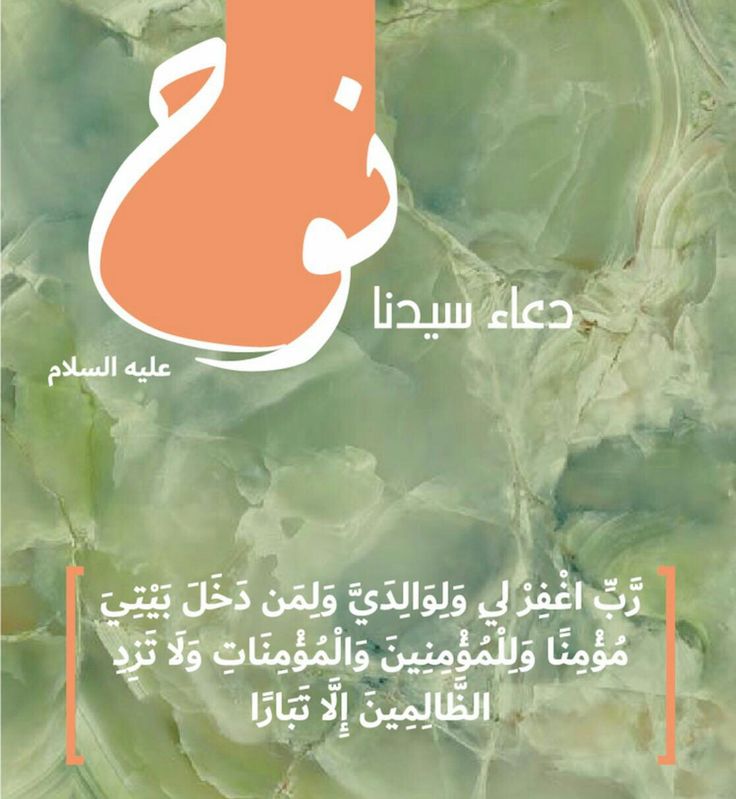 دعاء سيدنا
نوح
عليه السلام
رَّبِّ اغْفِرْ لِي وَلِوَالِدَيَّ وَلِمَن دَخَلَ بَيْتِيَ
مُؤْمِنًا وَلِلْمُؤْمِنِينَ وَالْمُؤْمِنَاتِ وَلَا تَزِدِ
الظَّالِمِينَ إِلَّا تَبَارًا